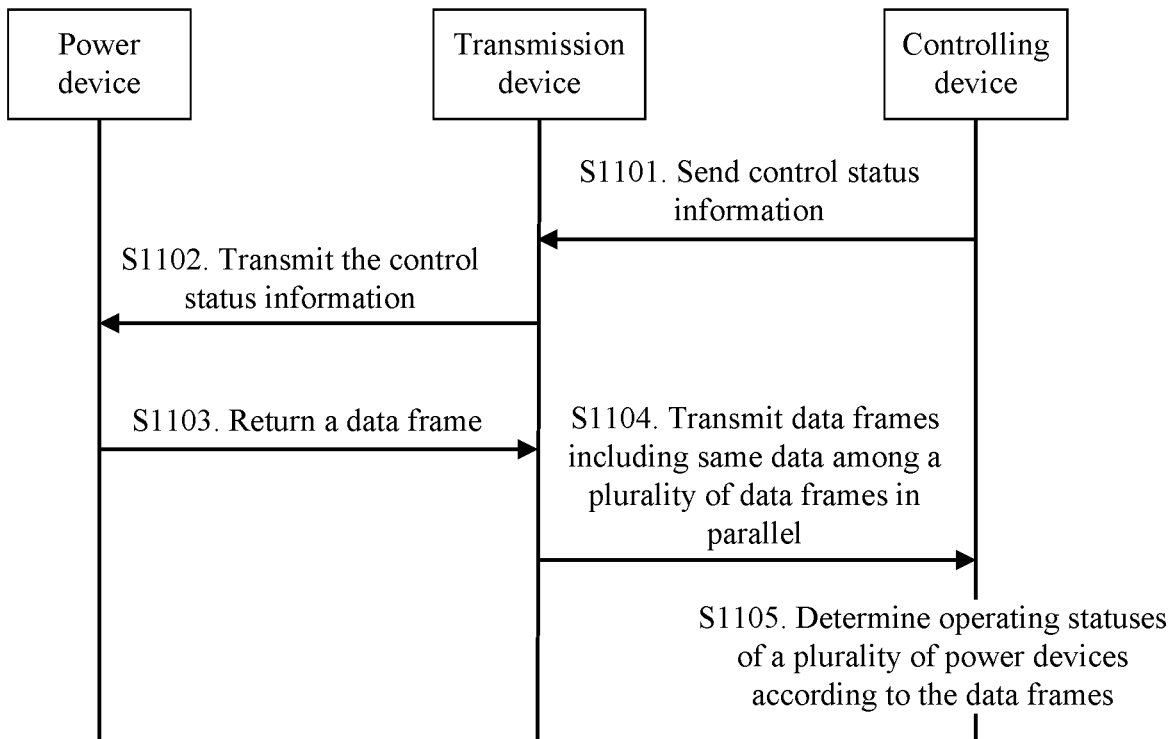 Power
device
Transmission
device
Controlling
device
S1101. Send control status
information
S1102. Transmit the control
status information
S1103. Return a data frame
S1104. Transmit data frames
including same data among a
plurality of data frames in
parallel
S1105. Determine operating statuses
of a plurality of power devices
according to the data frames